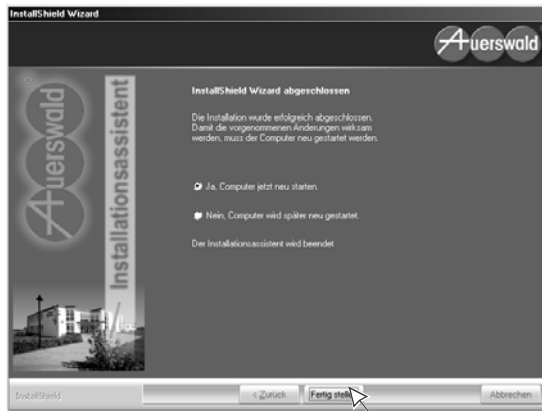 InstallShield Wizard
Auerswald
InstallShield Wizard abgeschlossen
Die Installation wurde erfolgreich abgeschlossen.
Damit die vorgenommenen Änderungen wirksam
werden, muss der Computer neu gestartet werden.
Ja, Computer jetzt neu starten.
Nein, Computer wird später neu gestartet.
Der Installationsassistent wird beendet
Auerswald
Installationsassistent
InstallShield
< Zurück
Fertig stellen
Abbrechen